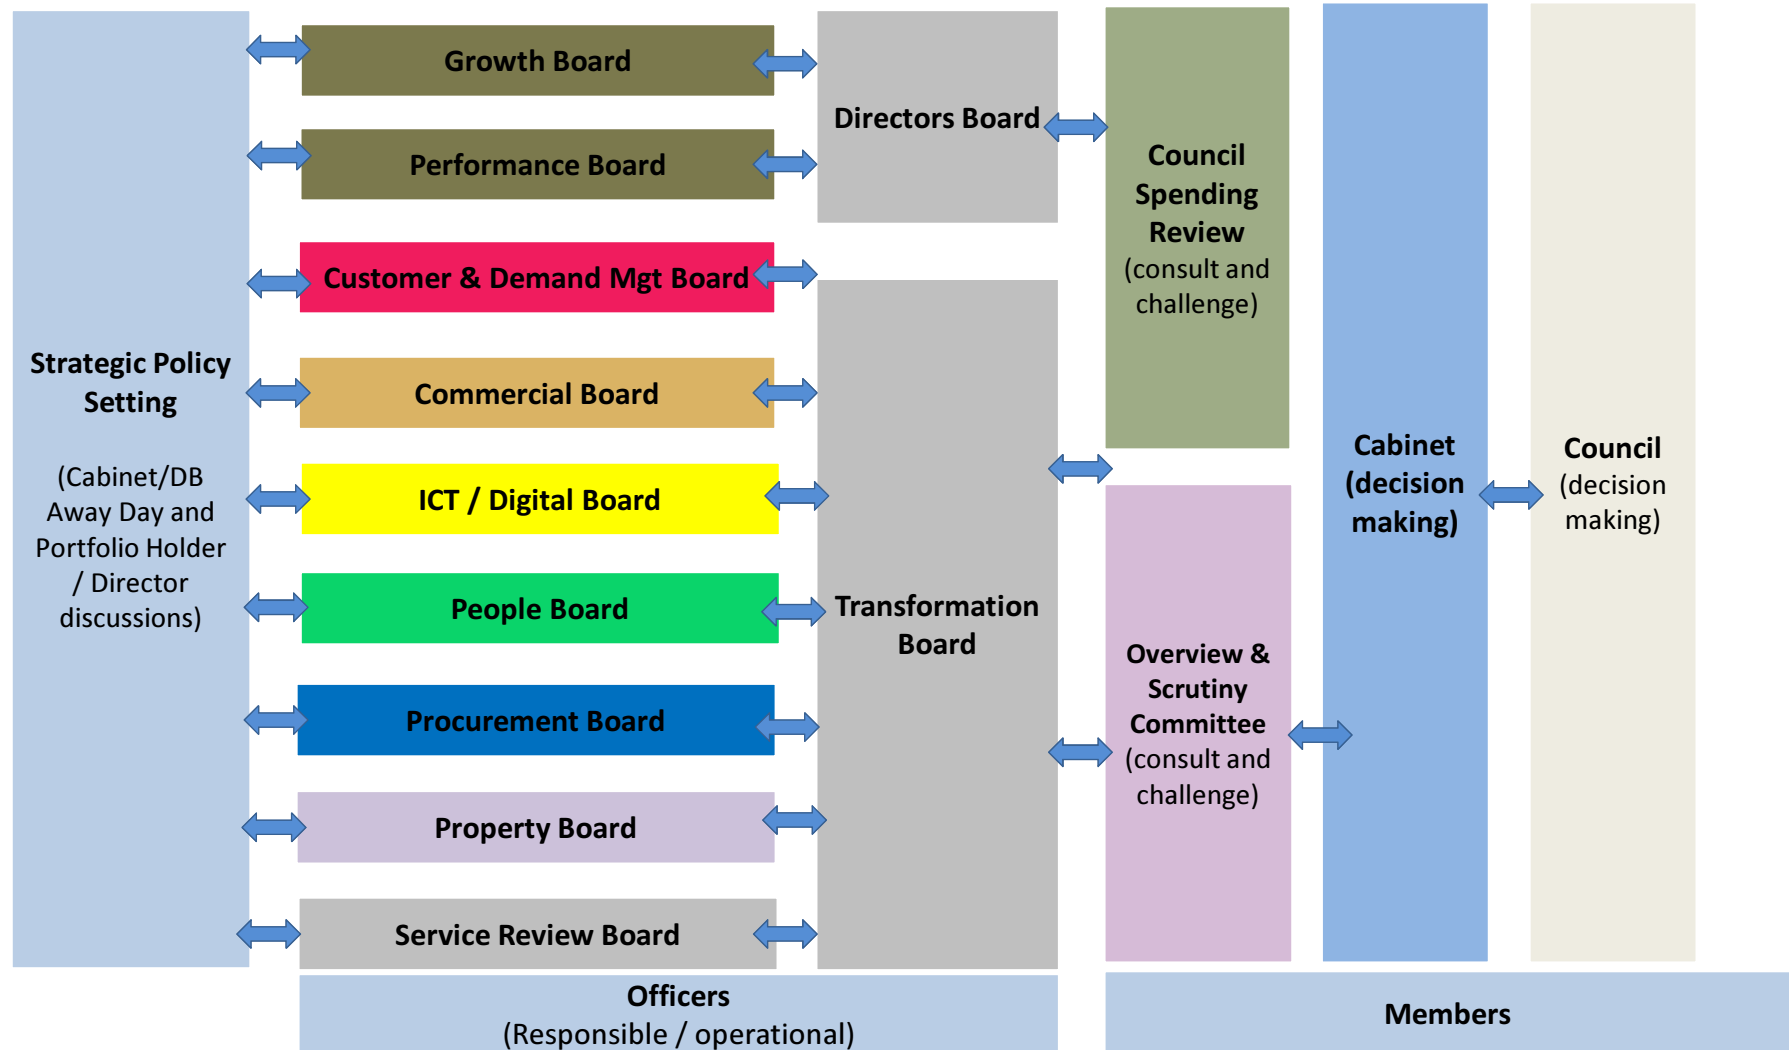 Strategic Policy
Setting
(Cabinet/DB
Away Day and
Portfolio Holder
/ Director
discussions)
Growth Board
Performance Board
Customer & Demand Mgt Board
Commercial Board
ICT / Digital Board
People Board
Procurement Board
Property Board
Service Review Board
Directors Board
Transformation
Board
Officers
(Responsible / operational)
Council
Spending
Review
(consult and
challenge)
Overview &
Scrutiny
Committee
(consult and
challenge)
Cabinet
(decision
making)
Council
(decision
making)
Members